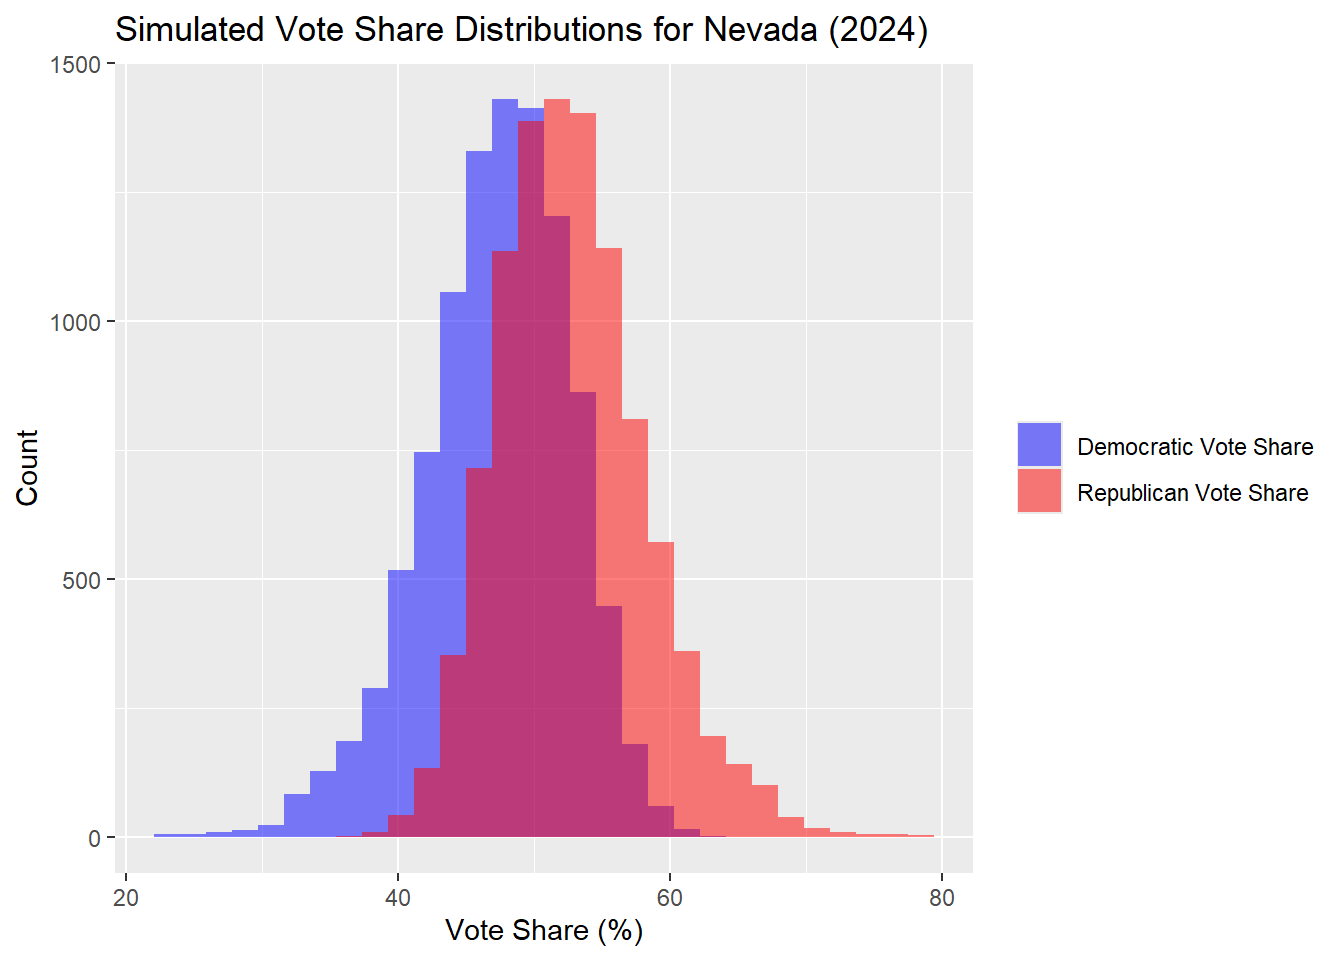 Simulated Vote Share Distributions for Nevada (2024)
1500
1000
500
0
Count
20 40 60 80
Vote Share (%)
Democratic Vote Share
Republican Vote Share